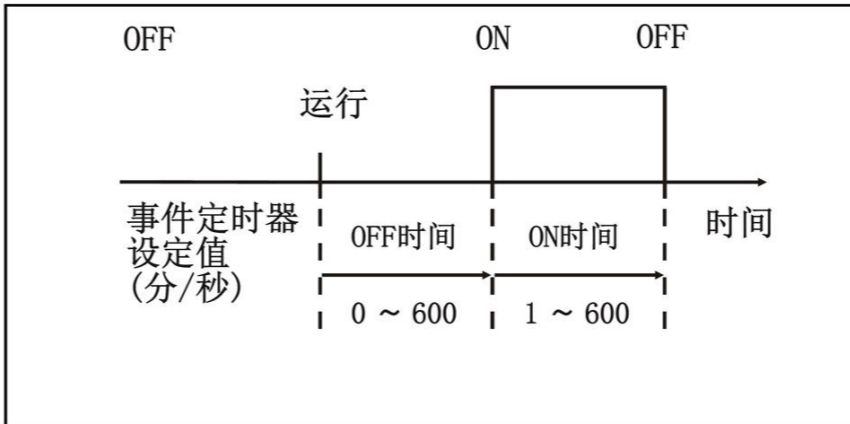 OFF ON OFF
运行
事件定时器
设定值
(分/秒)
OFF时间 ON时间 时间
0 ~ 600 1 ~ 600